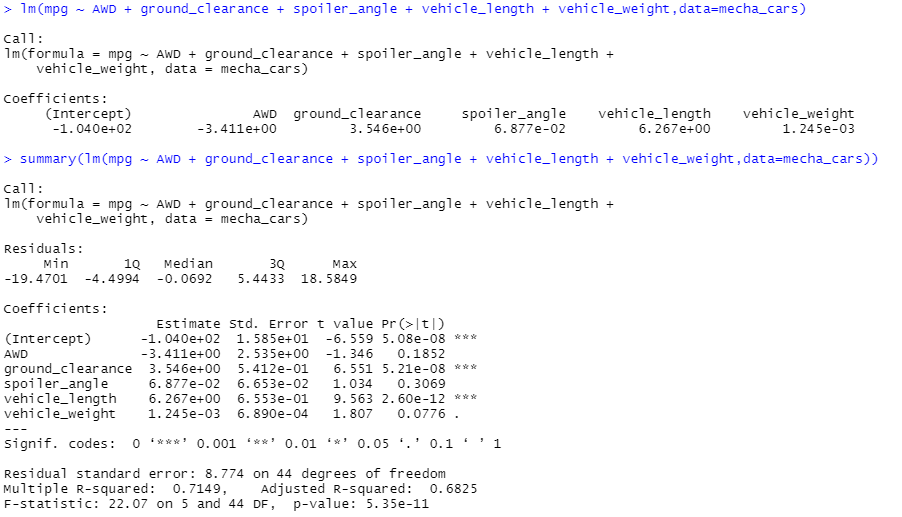 > lm(mpg ~ AWD + ground_clearance + spoiler_angle + vehicle_length + vehicle_weight,data=mecha_cars)
Call:
lm(formula = mpg ~ AWD + ground_clearance + spoiler_angle + vehicle_length +
    vehicle_weight, data = mecha_cars)
Coefficients:
     (Intercept)               AWD  ground_clearance     spoiler_angle    vehicle_length    vehicle_weight
      -1.040e+02        -3.411e+00         3.546e+00         6.877e-02         6.267e+00         1.245e-03
> summary(lm(mpg ~ AWD + ground_clearance + spoiler_angle + vehicle_length + vehicle_weight,data=mecha_cars))
Call:
lm(formula = mpg ~ AWD + ground_clearance + spoiler_angle + vehicle_length +
    vehicle_weight, data = mecha_cars)
Residuals:
     Min       1Q   Median       3Q      Max
-19.4701  -4.4994  -0.0692   5.4433  18.5849
Coefficients:
                   Estimate Std. Error t value Pr(>|t|)
(Intercept)      -1.040e+02  1.585e+01  -6.559 5.08e-08 ***
AWD              -3.411e+00  2.535e+00  -1.346   0.1852
ground_clearance  3.546e+00  5.412e-01   6.551 5.21e-08 ***
spoiler_angle     6.877e-02  6.653e-02   1.034   0.3069
vehicle_length    6.267e+00  6.553e-01   9.563 2.60e-12 ***
vehicle_weight    1.245e-03  6.890e-04   1.807   0.0776 .
---
Signif. codes:  0 ‘***’ 0.001 ‘**’ 0.01 ‘*’ 0.05 ‘.’ 0.1 ‘ ’ 1
Residual standard error: 8.774 on 44 degrees of freedom
Multiple R-squared:  0.7149,    Adjusted R-squared:  0.6825
F-statistic: 22.07 on 5 and 44 DF,  p-value: 5.35e-11